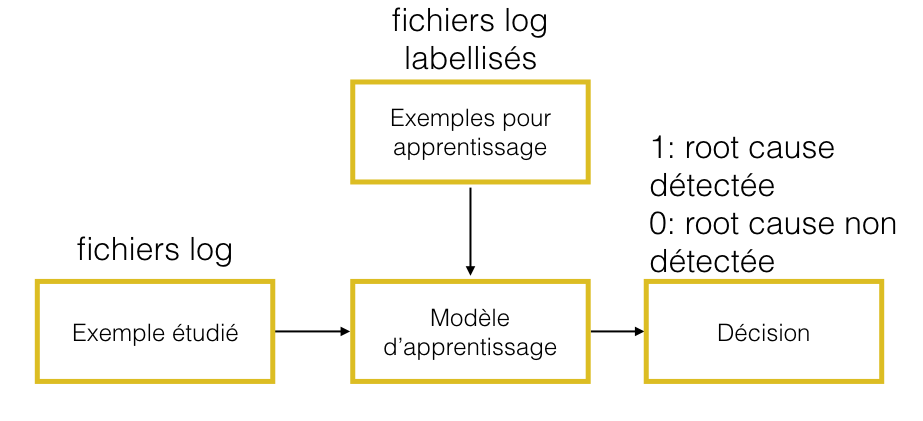 fichiers log
labellisés
Exemples pour
apprentissage
1: root cause
détectée
0: root cause non
détectée
fichiers log
Exemple étudié
Modèle
d'apprentissage
Décision